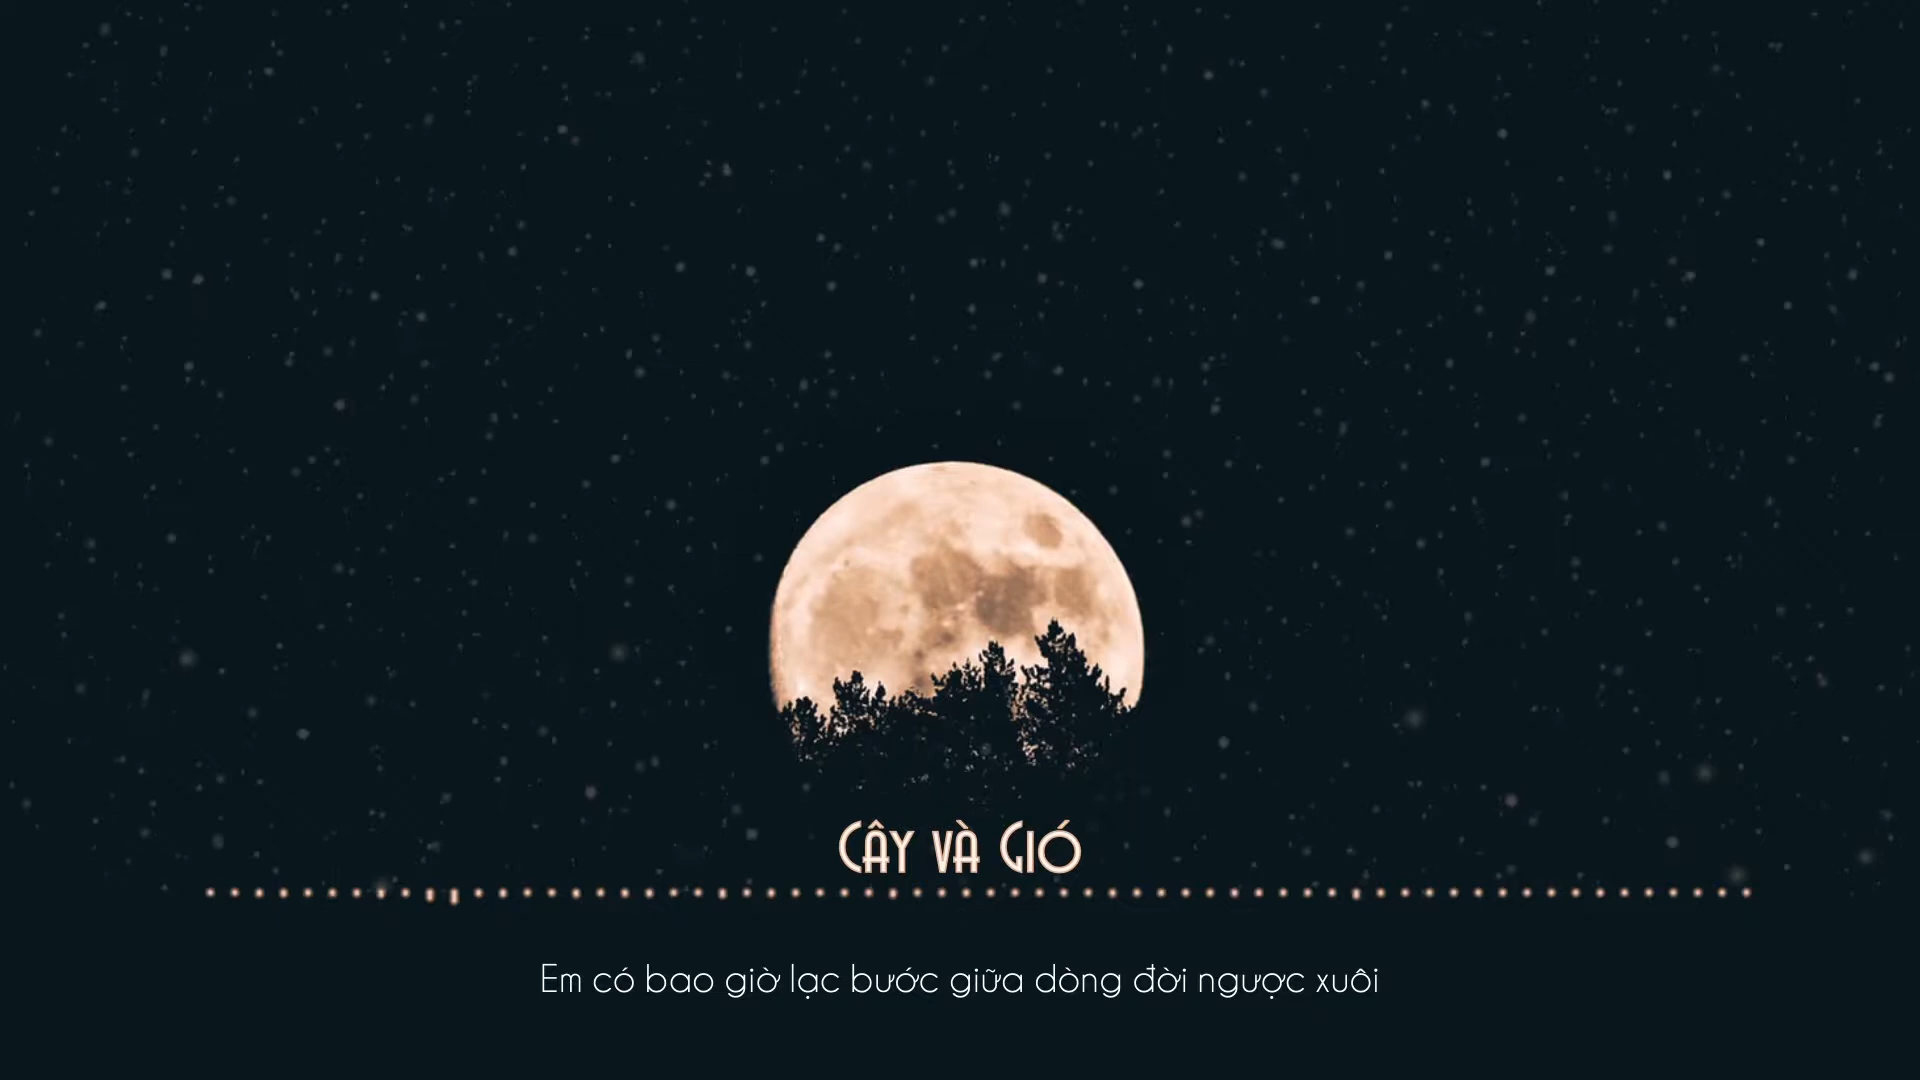 Cây và Gió
Em có bao giờ lạc bước giữa dòng đời ngược xuôi